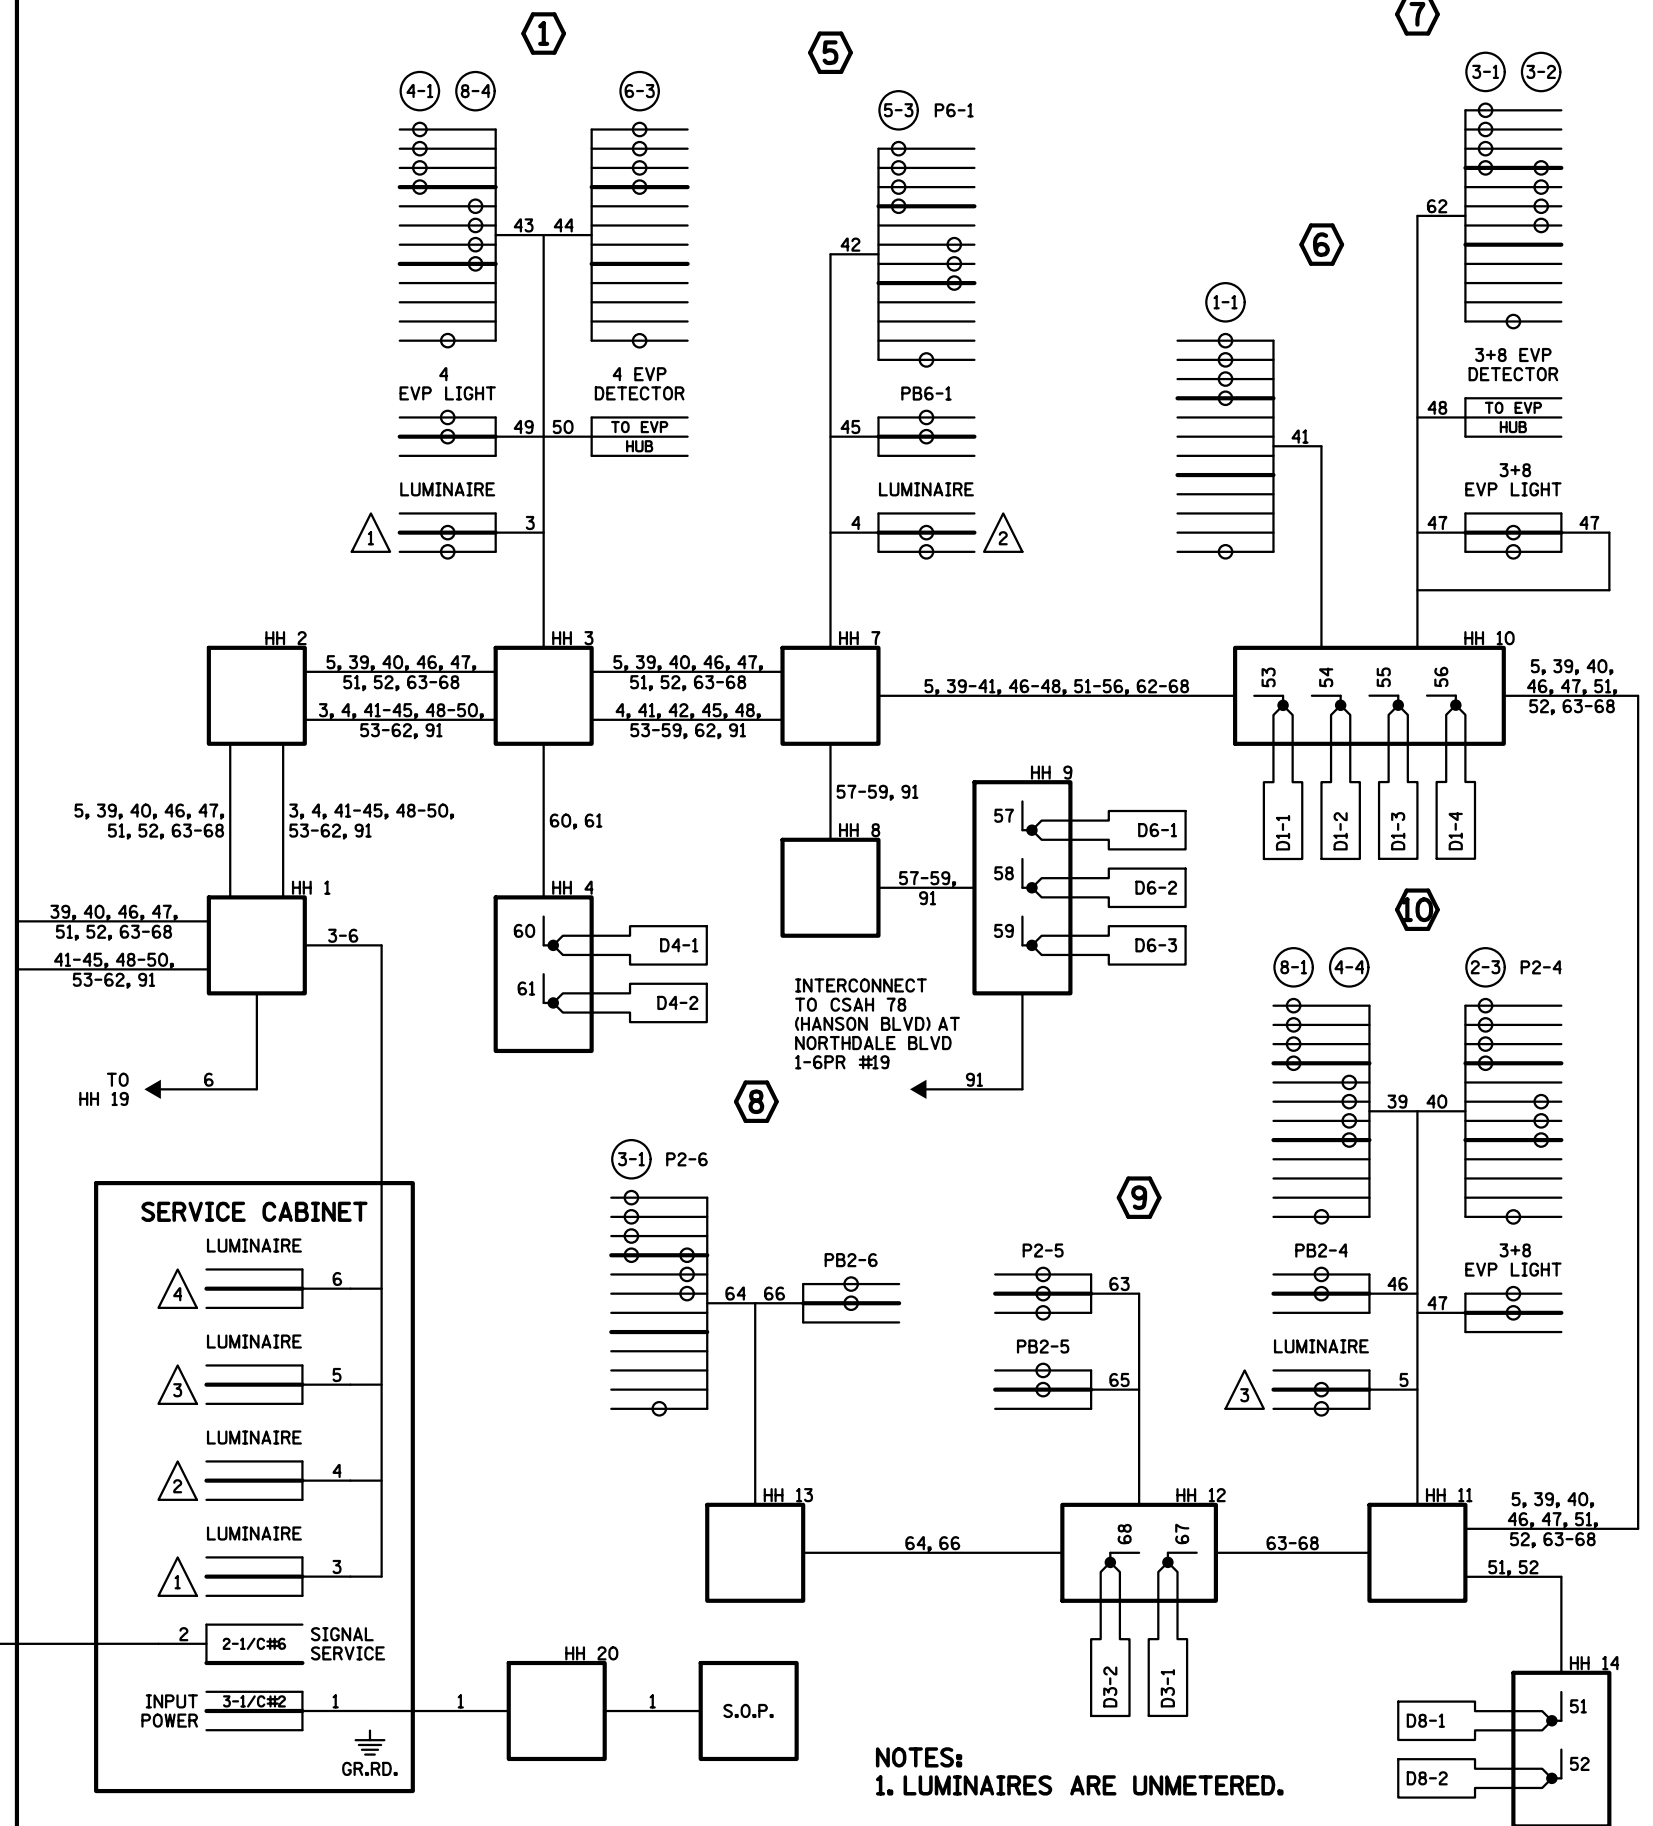 1
5
7
4-1 8-4
6-3
5-3 P6-1
3-1 3-2
43 44
42
62
6
1-1
4
EVP LIGHT
4 EVP
DETECTOR
PB6-1
3+8 EVP
DETECTOR
49 50
TO EVP
HUB
45
41
48
TO EVP
HUB
LUMINAIRE
LUMINAIRE
3+8
EVP LIGHT
1
3
4
2
47
47
HH 2
HH 3
HH 7
HH 10
5, 39, 40, 46, 47,
51, 52, 63-68
3, 4, 41-45, 48-50,
53-62, 91
5, 39, 40, 46, 47,
51, 52, 63-68
4, 41, 42, 45, 48,
53-59, 62, 91
5, 39-41, 46-48, 51-56, 62-68
53
54
55
56
5, 39, 40,
46, 47, 51,
52, 63-68
D1-1
D1-2
D1-3
D1-4
5, 39, 40, 46, 47,
51, 52, 63-68
3, 4, 41-45, 48-50,
53-62, 91
60, 61
57-59, 91
HH 9
57
D6-1
58
D6-2
59
D6-3
HH 8
57-59,
91
HH 1
39, 40, 46, 47,
51, 52, 63-68
41-45, 48-50,
53-62, 91
3-6
HH 4
60
D4-1
61
D4-2
TO
HH 19
6
INTERCONNECT
TO CSAH 78
(HANSON BLVD) AT
NORTHDALE BLVD
1-6PR #19
91
10
8-1 4-4
2-3 P2-4
39 40
8
3-1 P2-6
9
64 66
PB2-6
P2-5
63
PB2-5
65
PB2-4
46
3+8
EVP LIGHT
47
LUMINAIRE
3
5
SERVICE CABINET
LUMINAIRE
4
6
LUMINAIRE
3
5
LUMINAIRE
2
4
LUMINAIRE
1
3
2
2-1/C#6
SIGNAL
SERVICE
INPUT
POWER
3-1/C#2
1
GR.RD.
1
HH 20
1
S.O.P.
HH 13
64, 66
HH 12
68
67
D3-2
D3-1
63-68
HH 11
5, 39, 40,
46, 47, 51,
52, 63-68
51, 52
HH 14
D8-1
51
D8-2
52
NOTES:
1. LUMINAIRES ARE UNMETERED.